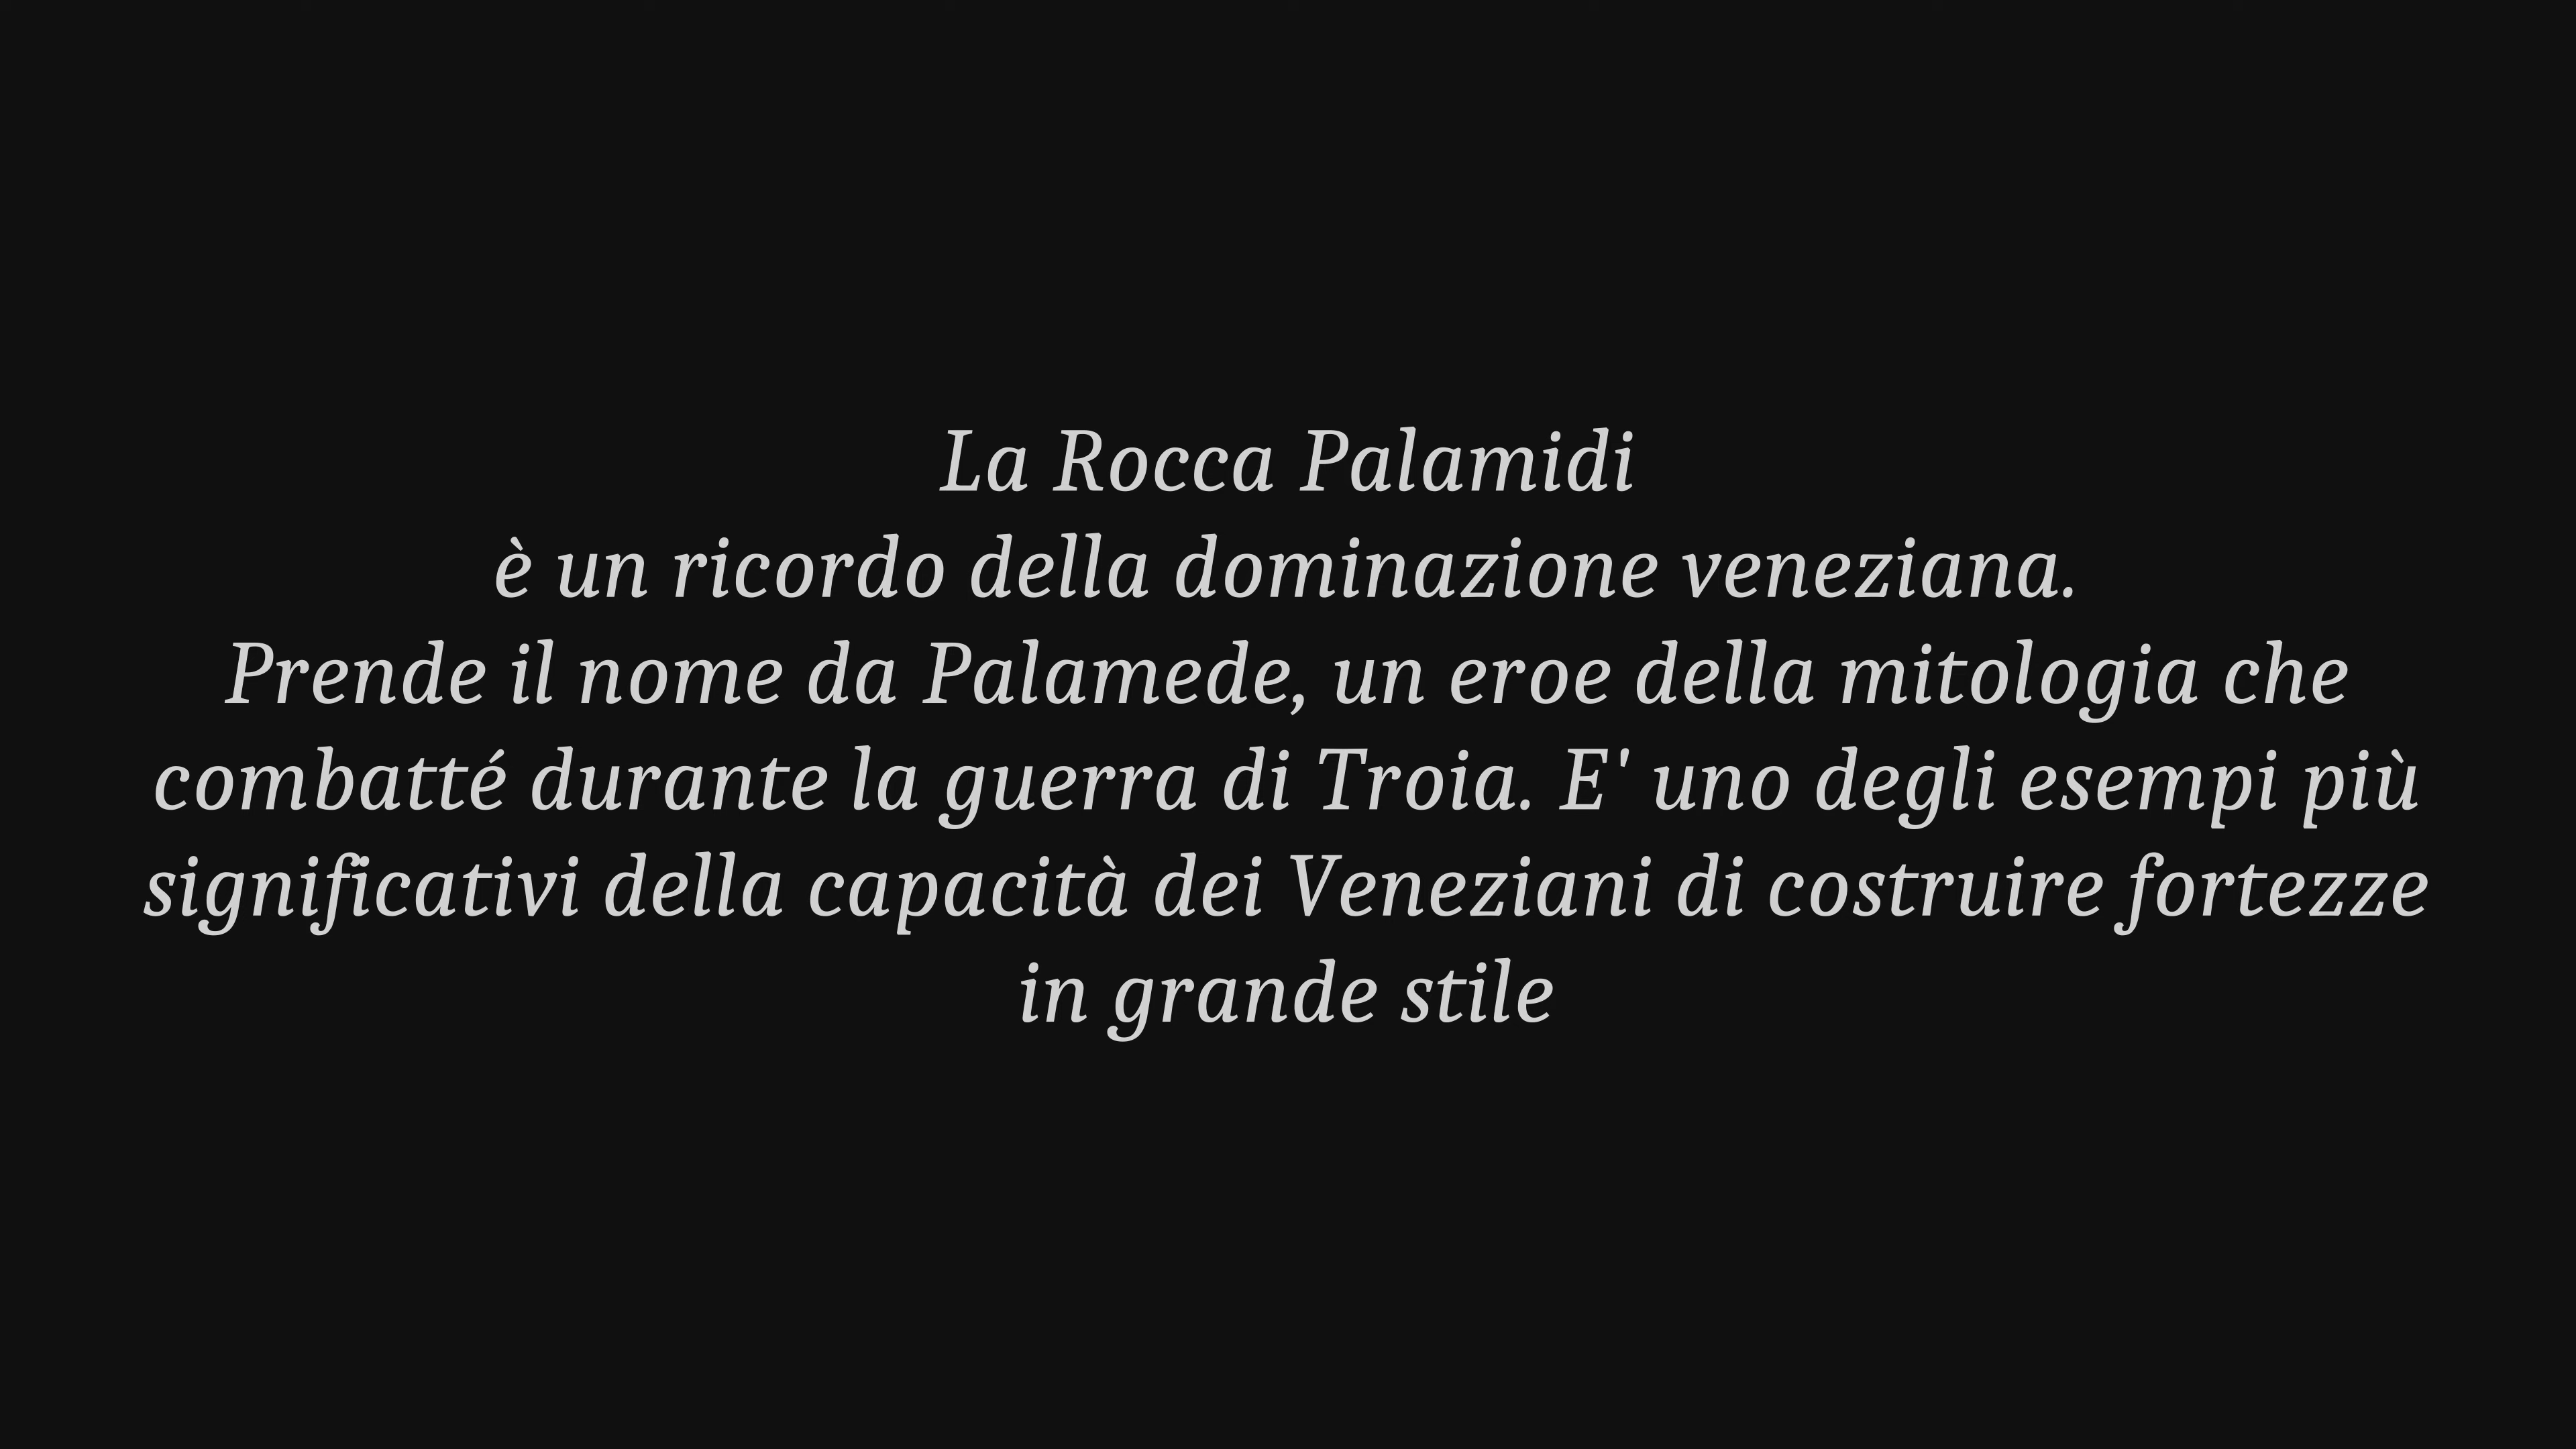 La Rocca Palamidi
è un ricordo della dominazione veneziana.
Prende il nome da Palamede, un eroe della mitologia che
combatté durante la guerra di Troia. E' uno degli esempi più
significativi della capacità dei Veneziani di costruire fortezze
in grande stile